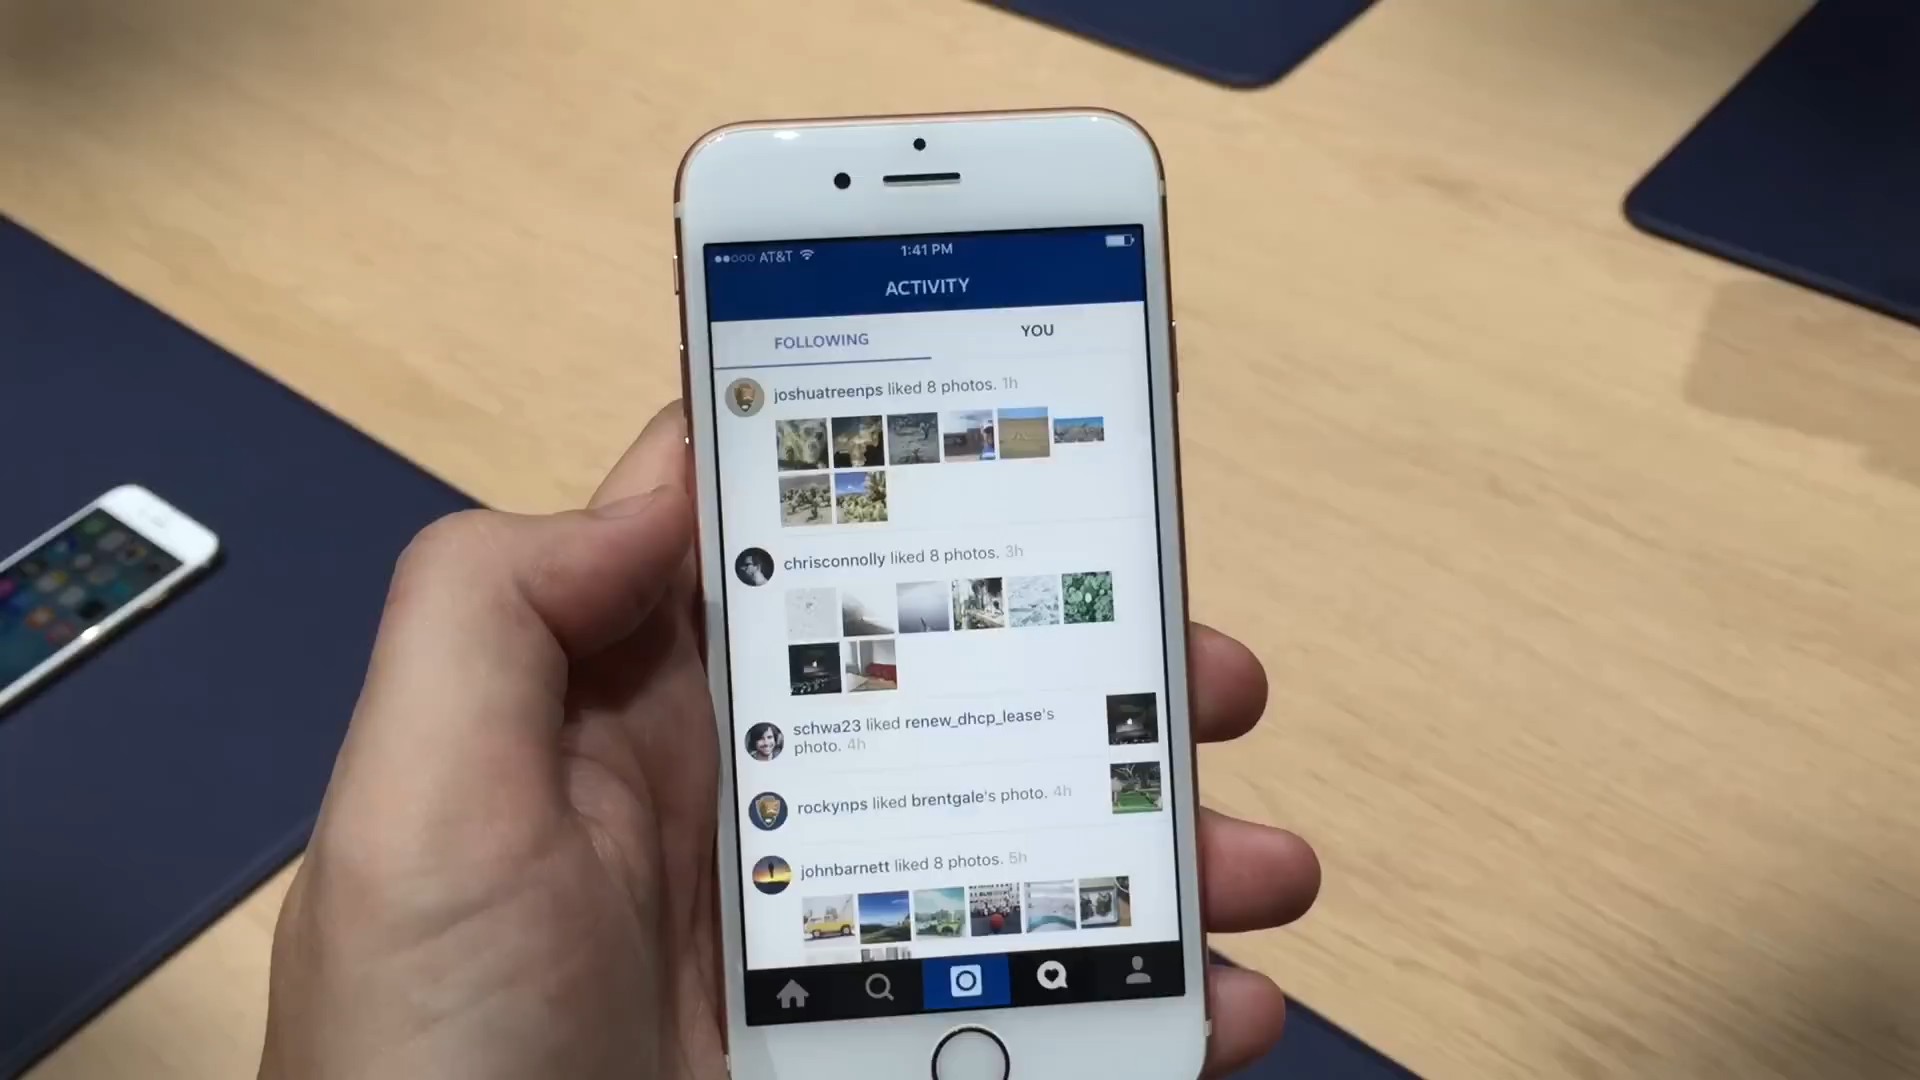 AT&T 1:41 PM
ACTIVITY
FOLLOWING YOU
joshuatreenps liked 8 photos. 1h
chrisconnolly liked 8 photos. 3h
schwa23 liked renew_dhcp_lease's
photo. 4h
rockynps liked brentgale's photo. 4h
johnbarnett liked 8 photos. 5h